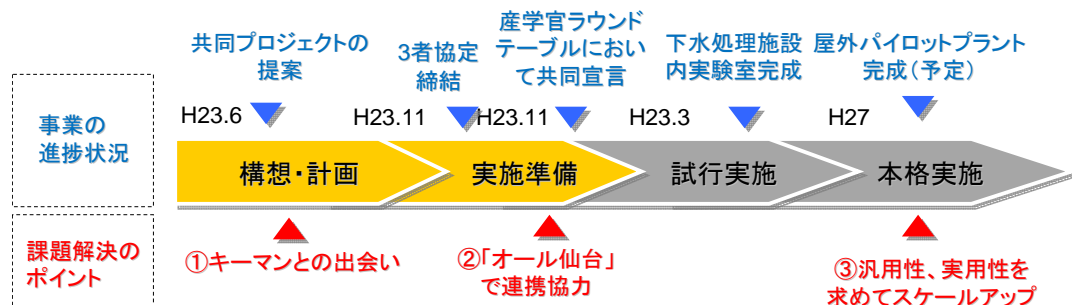 共同プロジェクトの
提案
3者協定
締結
産学官ラウンド
テーブルにおい
て共同宣言
下水処理施設
内実験室完成
屋外パイロットプラント
完成(予定)
事業の
進捗状況
H23.6
H23.11
H23.11
H23.3
H27
構想・計画
実施準備
試行実施
本格実施
課題解決の
ポイント
①キーマンとの出会い
②「オール仙台」
で連携協力
③汎用性、実用性を
求めてスケールアップ